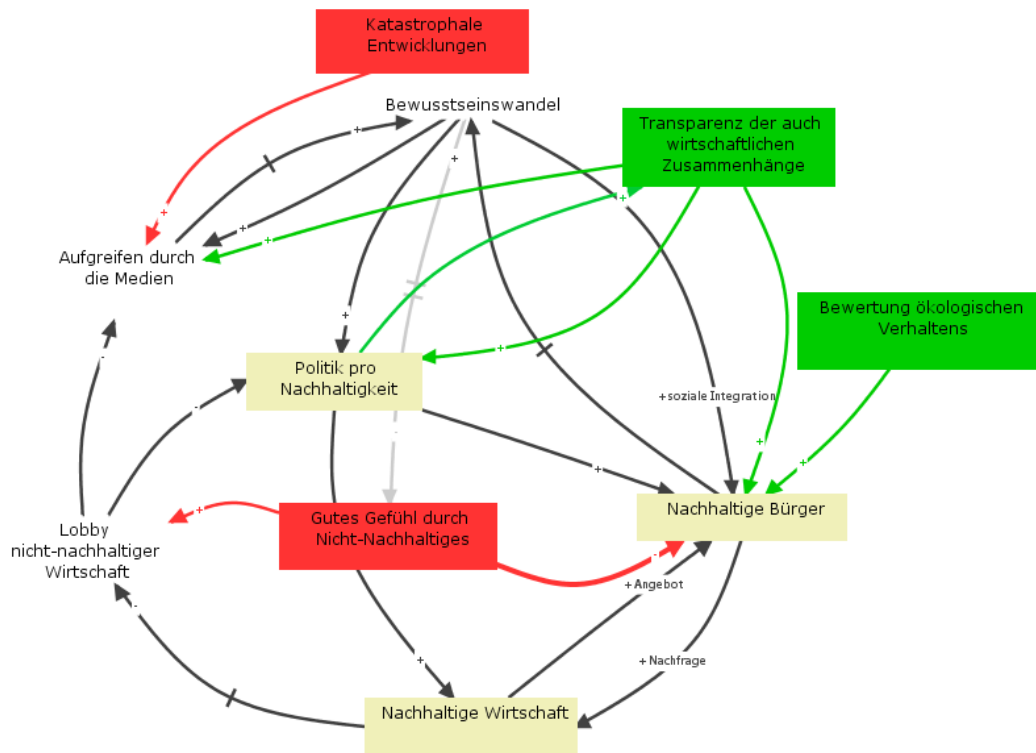 Katastrophale
Entwicklungen
Bewusstseinswandel
Transparenz der auch
wirtschaftlichen
Zusammenhänge
+
+
+
+
+
+
Aufgreifen durch
die Medien
Bewertung ökologischen
Verhaltens
+
+
-
Politik pro
Nachhaltigkeit
-
+soziale Integration
-
+
+
+
Gutes Gefühl durch
Nicht-Nachhaltiges
Nachhaltige Bürger
+
Lobby
nicht-nachhaltiger
Wirtschaft
-
+Angebot
-
+
+Nachfrage
Nachhaltige Wirtschaft